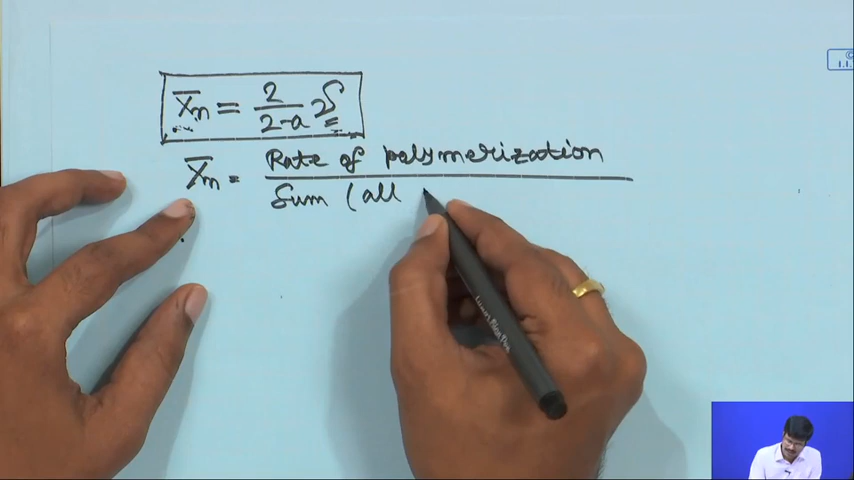 X̄n = 2/(2-a) υ
X̄n = Rate of polymerization
Sum (all